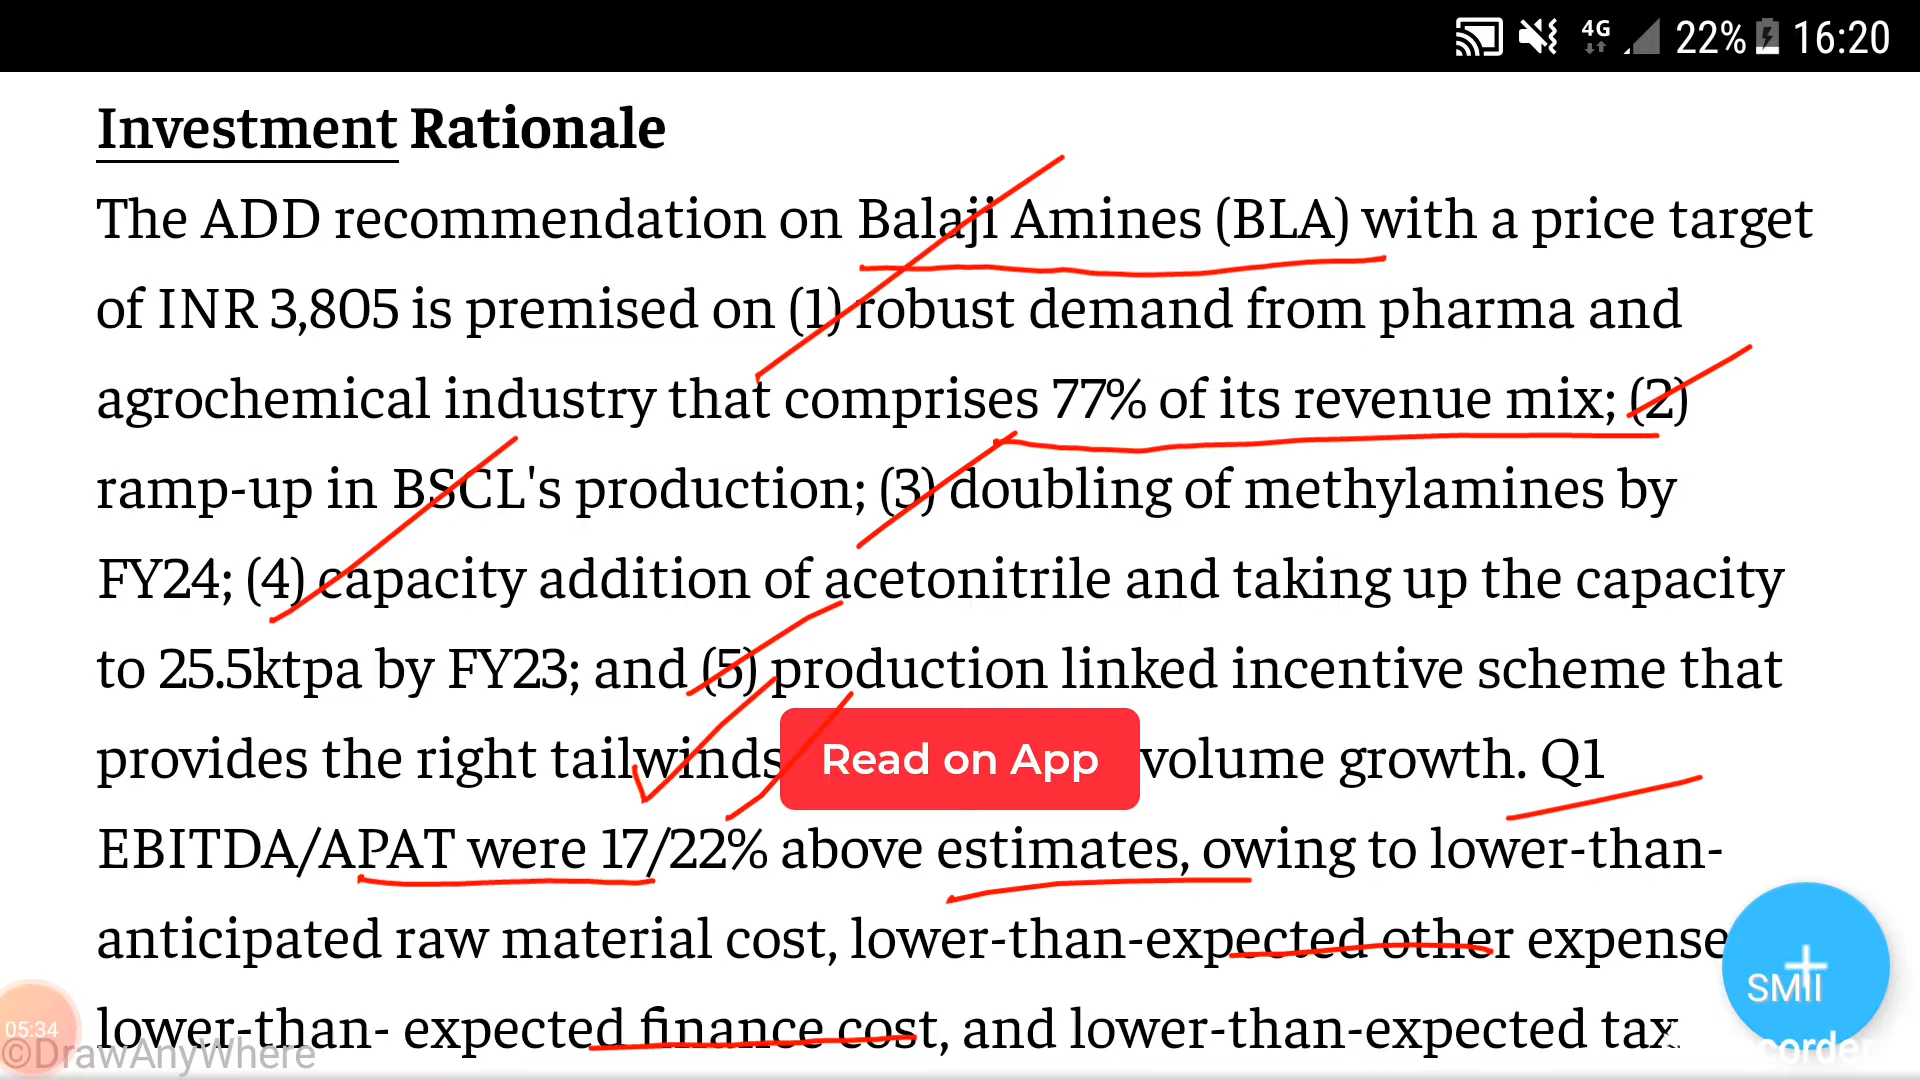 4G 22% 16:20
Investment Rationale
The ADD recommendation on Balaji Amines (BLA) with a price target
of INR 3,805 is premised on (1) robust demand from pharma and
agrochemical industry that comprises 77% of its revenue mix; (2)
ramp-up in BSCL's production; (3) doubling of methylamines by
FY24; (4) capacity addition of acetonitrile and taking up the capacity
to 25.5ktpa by FY23; and (5) production linked incentive scheme that
provides the right tailwinds Read on App volume growth. Q1
EBITDA/APAT were 17/22% above estimates, owing to lower-than-
anticipated raw material cost, lower-than-expected other expense
SMII
05:34 lower-than- expected finance cost, and lower-than-expected tax
©DrawAnyWhere corder